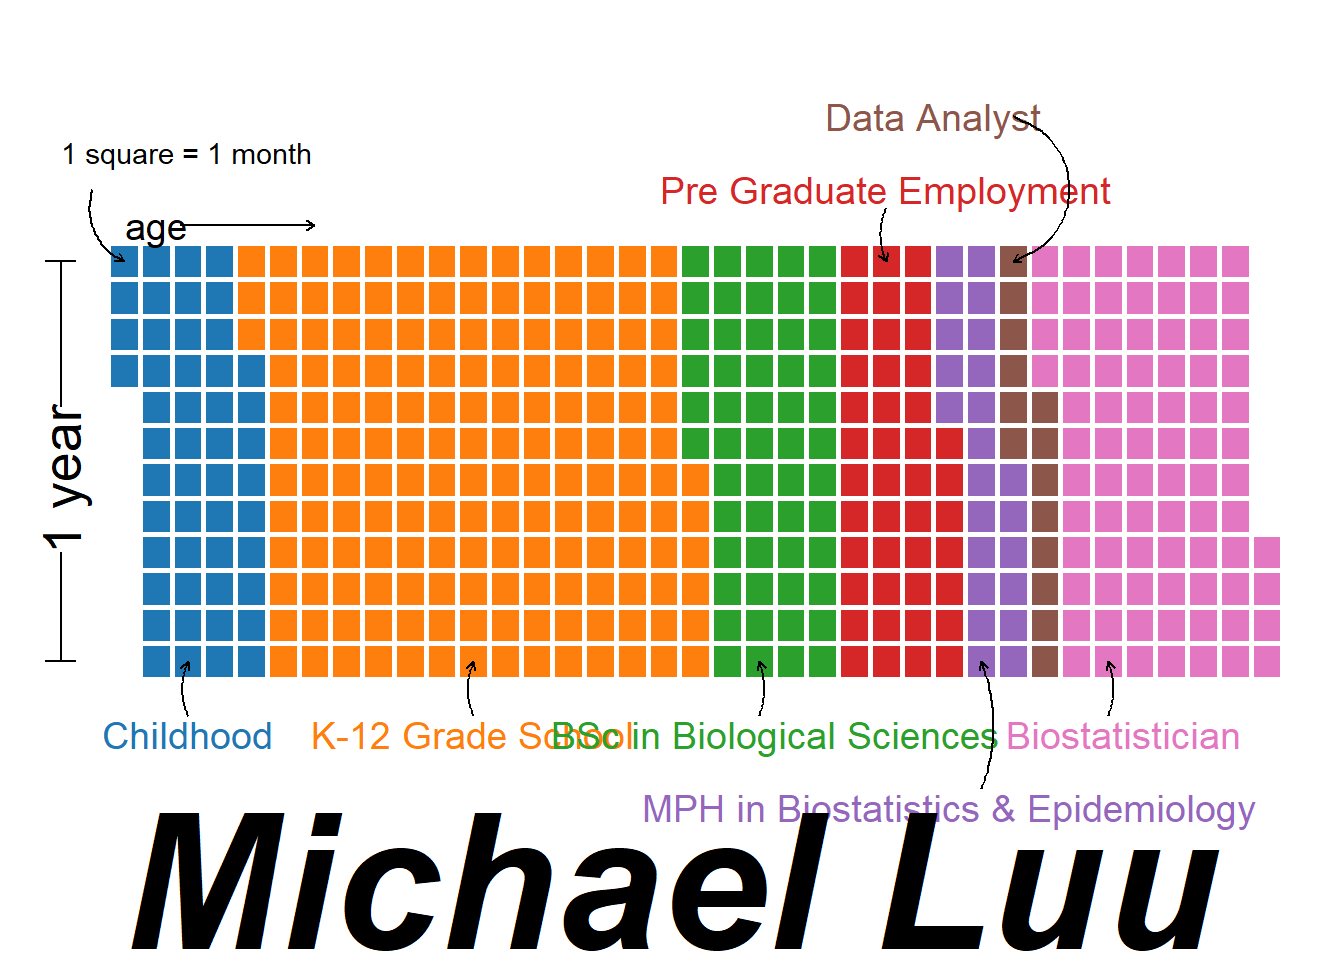 Data Analyst
1 square = 1 month
Pre Graduate Employment
age
1 year
Childhood
K-12 Grade School
BSc in Biological Sciences
Biostatistician
MPH in Biostatistics & Epidemiology
Michael Luu